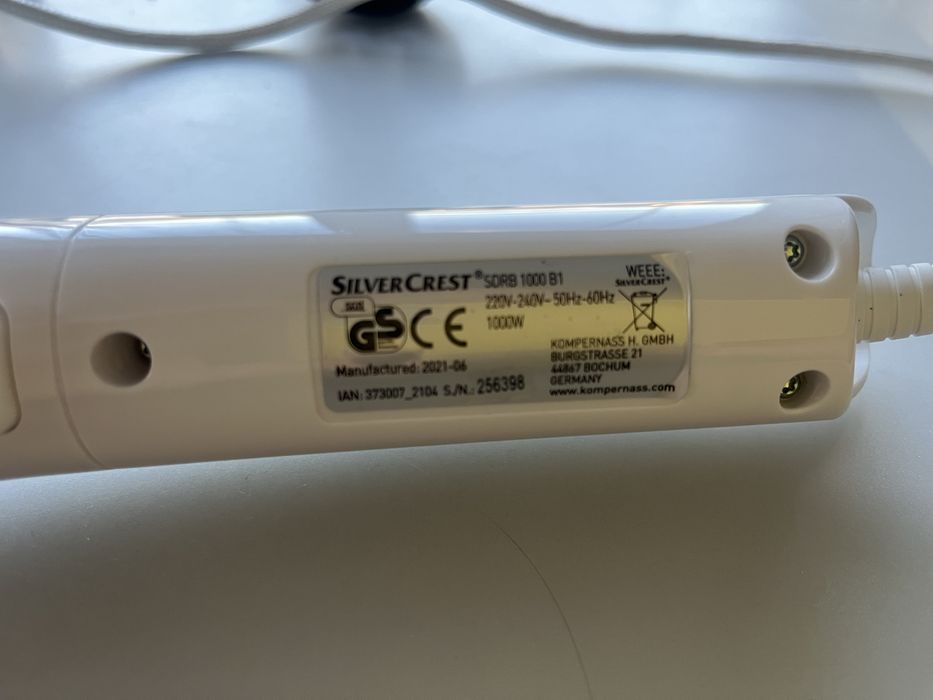 SILVERCREST® SDRB 1000 B1
220V-240V~ 50Hz-60Hz
1000W
SGS
GS CE
Manufactured: 2021-06
IAN: 373007_2104 S./N.: 256398
WEEE:
SILVERCREST®
KOMPERNASS H. GMBH
BURGSTRASSE 21
44867 BOCHUM
GERMANY
www.kompernass.com